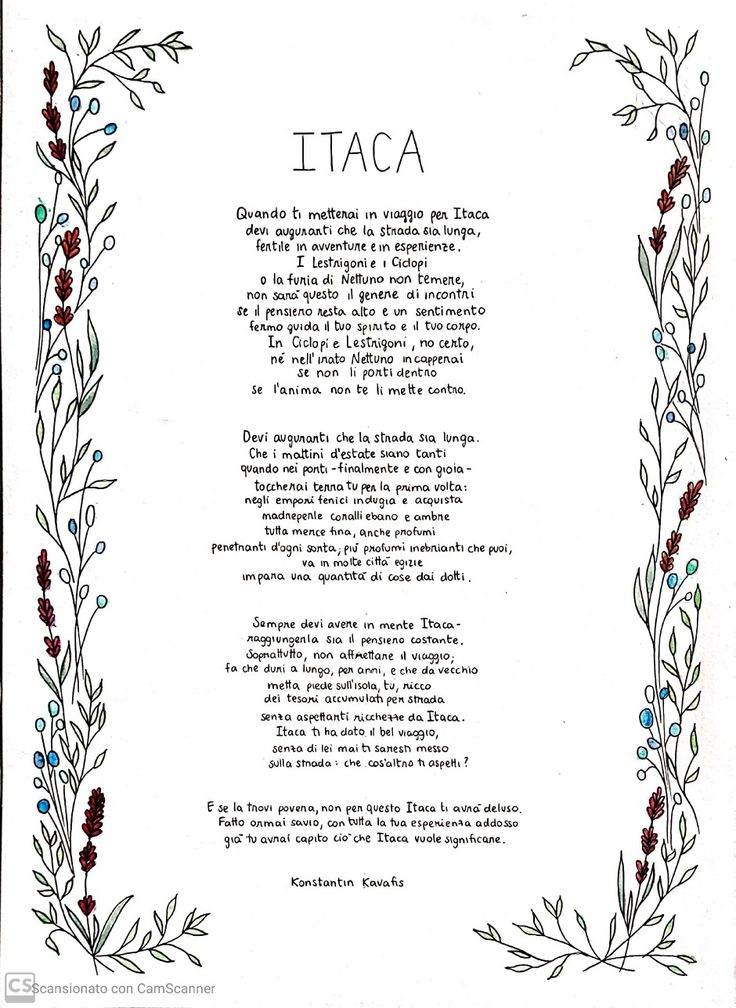 ITACA
Quando ti metterai in viaggio per Itaca
devi augurarti che la strada sia lunga,
fertile in avventure e in esperienze.
I Lestrigoni e i Ciclopi
o la furia di Nettuno non temere,
non sarà questo il genere di incontri
se il pensiero resta alto e un sentimento
fermo guida il tuo spirito e il tuo corpo.
In Ciclopi e Lestrigoni, no certo,
né nell'irato Nettuno incapperai
se non li porti dentro
se l'anima non te li mette contro.
Devi augurarti che la strada sia lunga.
Che i mattini d'estate siano tanti
quando nei porti - finalmente e con gioia -
toccherai terra tu per la prima volta:
negli empori fenici indugia e acquista
madreperle coralli ebano e ambre
tutta merce fina, anche profumi
penetranti d'ogni sorta, più profumi inebrianti che puoi,
va in molte città egizie
impara una quantità di cose dai dotti.
Sempre devi avere in mente Itaca -
raggiungerla sia il pensiero costante.
Soprattutto, non affrettare il viaggio;
fa che duri a lungo, per anni, e che da vecchio
metta piede sull'isola, tu, ricco
dei tesori accumulati per strada
senza aspettarti ricchezze da Itaca.
Itaca ti ha dato il bel viaggio,
senza di lei mai ti saresti messo
sulla strada: che cos'altro ti aspetti?
E se la trovi povera, non per questo Itaca ti avrà deluso.
Fatto ormai savio, con tutta la tua esperienza addosso
già tu avrai capito ciò che Itaca vuole significare.
Konstantin Kavafis
CS Scansionato con CamScanner